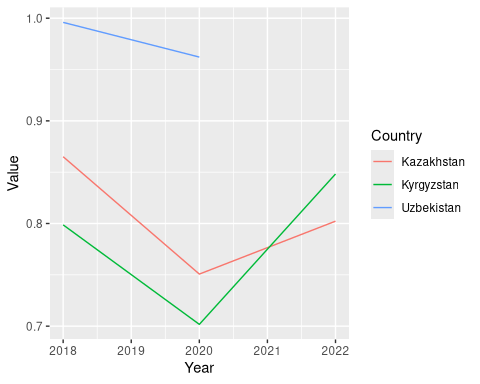 1.0
0.9
0.8
0.7
Value
2018 2019 2020 2021 2022
Year
Country
Kazakhstan
Kyrgyzstan
Uzbekistan